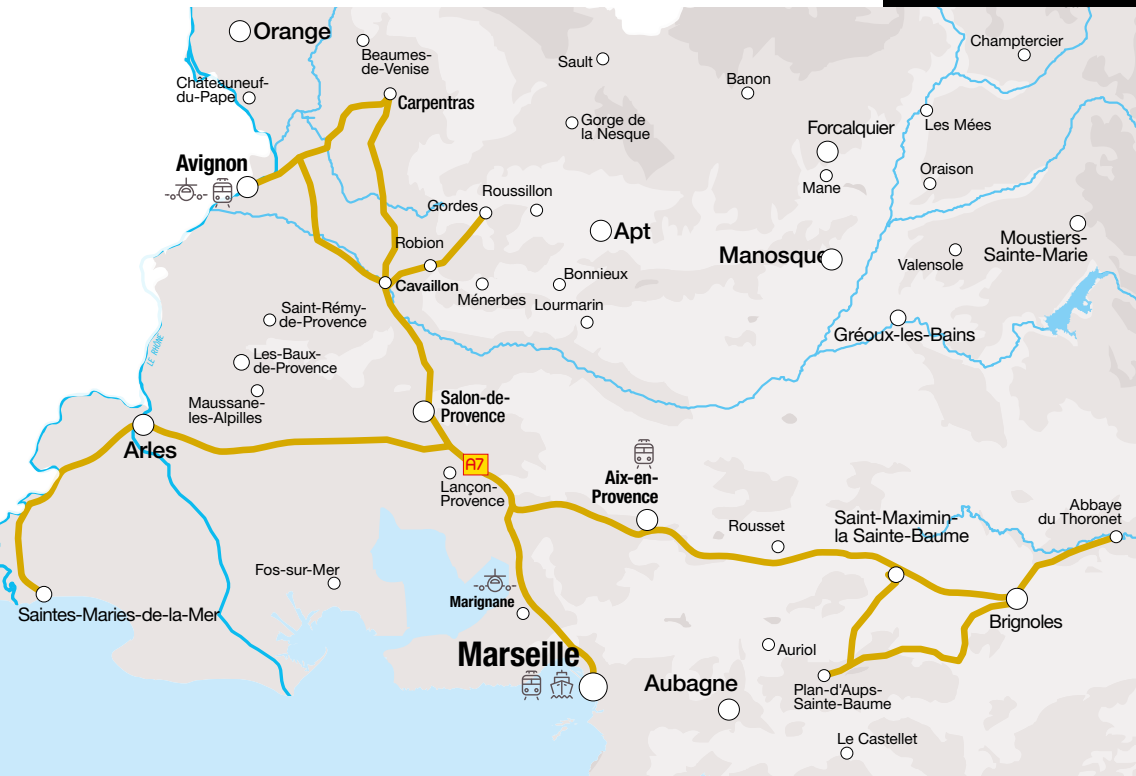 Orange
Beaumes-
de-Venise
Sault
Champtercier
Banon
Châteauneuf-
du-Pape
Carpentras
Gorge de
la Nesque
Forcalquier
Les Mées
Avignon
Oraison
Mane
Roussillon
Gordes
Apt
Robion
Manosque
Moustiers-
Sainte-Marie
Valensole
Cavaillon
Bonnieux
Ménerbes
Lourmarin
Saint-Rémy-
de-Provence
LE RHÔNE
Gréoux-les-Bains
Les-Baux-
de-Provence
Maussane-
les-Alpilles
Salon-de-
Provence
Arles
A7
Lançon-
Provence
Aix-en-
Provence
Rousset
Saint-Maximin-
la Sainte-Baume
Abbaye
du Thoronet
Fos-sur-Mer
Marignane
Saintes-Maries-de-la-Mer
Brignoles
Marseille
Auriol
Aubagne
Plan-d'Aups-
Sainte-Baume
Le Castellet